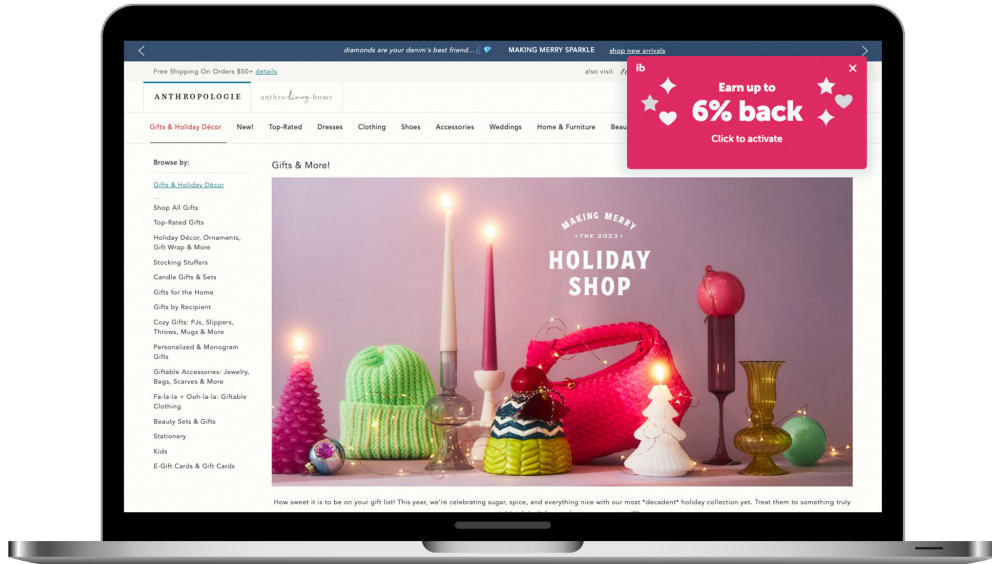 diamonds are your denim's best friend...
MAKING MERRY SPARKLE
shop new arrivals
Free Shipping On Orders $50+ details
also visit
ib
Earn up to
6% back
Click to activate
ANTHROPOLOGIE
anthro-living-home
Gifts & Holiday Décor New! Top-Rated Dresses Clothing Shoes Accessories Weddings Home & Furniture
Browse by:
Gifts & Holiday Décor
Shop All Gifts
Top-Rated Gifts
Holiday Décor, Ornaments,
Gift Wrap & More
Stocking Stuffers
Candle Gifts & Sets
Gifts for the Home
Gifts by Recipient
Cozy Gifts: PJs, Slippers,
Throws, Mugs & More
Personalized & Monogram
Gifts
Giftable Accessories: Jewelry,
Bags, Scarves & More
Fa-la-la + Ooh-la-la: Giftable
Clothing
Beauty Sets & Gifts
Stationery
Kids
E-Gift Cards & Gift Cards
Gifts & More!
MAKING MERRY
• THE 2023 •
HOLIDAY
SHOP
How sweet it is to be on your gift list! This year, we're celebrating sugar, spice, and everything nice with our most *decadent* holiday collection yet. Treat them to something truly